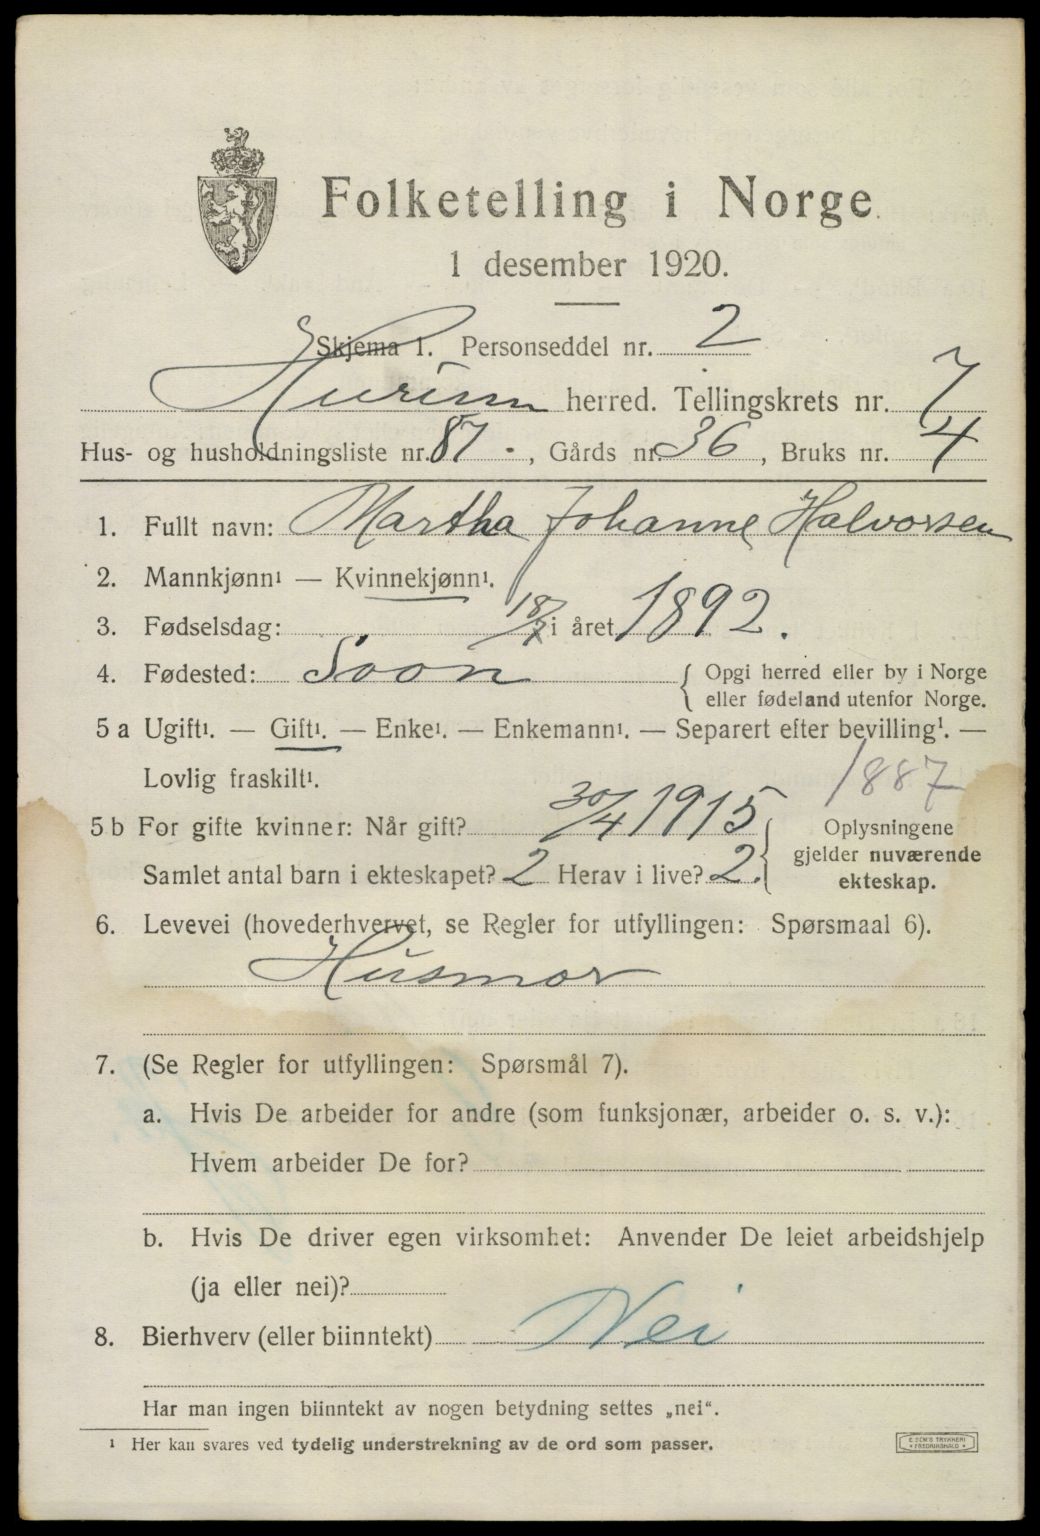 Folketelling i Norge
1 desember 1920.
Skjema 1. Personseddel nr. 2
Hurum herred. Tellingskrets nr. 7
Hus- og husholdningsliste nr. 87. , Gårds nr. 36 , Bruks nr. 4
1. Fullt navn: Martha Johanne Halvorsen
2. Mannkjønn¹ — Kvinnekjønn¹.
3. Fødselsdag: 18/7 i året 1892.
4. Fødested: Soon { Opgi herred eller by i Norge
eller fødeland utenfor Norge.
5 a Ugift¹. — Gift¹. — Enke¹. — Enkemann¹. — Separert efter bevilling¹. —
Lovlig fraskilt¹. 1887
5 b For gifte kvinner: Når gift? 30/4 1915 } Oplysningene
gjelder nuværende
Samlet antal barn i ekteskapet? 2 Herav i live? 2. ekteskap.
6. Levevei (hovederhvervet, se Regler for utfyllingen: Spørsmaal 6).
Husmor
7. (Se Regler for utfyllingen: Spørsmål 7).
a. Hvis De arbeider for andre (som funksjonær, arbeider o. s. v.):
Hvem arbeider De for?
b. Hvis De driver egen virksomhet: Anvender De leiet arbeidshjelp
(ja eller nei)?
8. Bierhverv (eller biinntekt) Nei
Har man ingen biinntekt av nogen betydning settes „nei“.
¹ Her kan svares ved tydelig understrekning av de ord som passer.
E. SEM'S TRYKKERI
FREDRIKSHALD